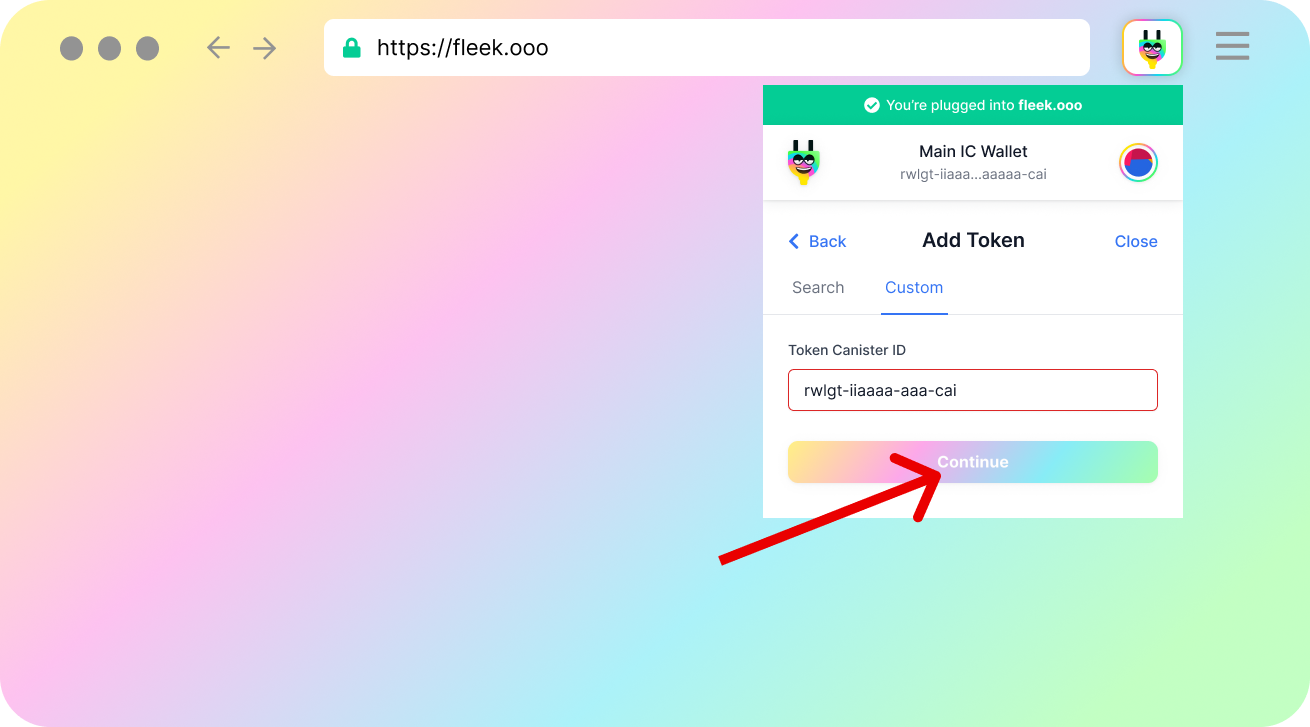 https://fleek.ooo
You're plugged into fleek.ooo
Main IC Wallet
rwlgt-iiaaa...aaaaa-cai
Back
Add Token
Close
Search
Custom
Token Canister ID
rwlgt-iiaaaa-aaa-cai
Continue